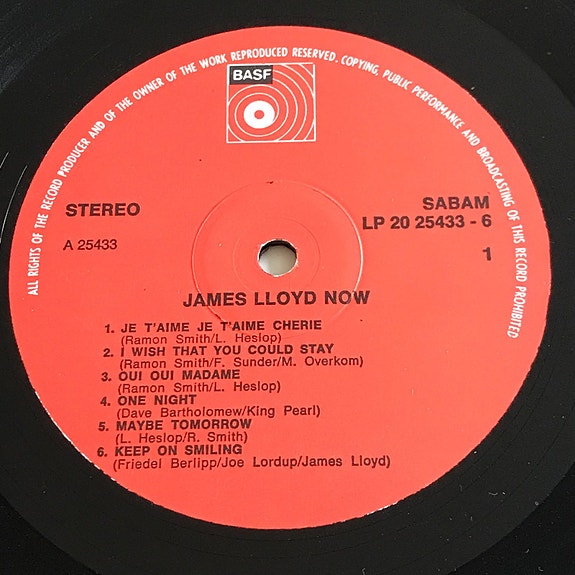 ALL RIGHTS OF THE RECORD PRODUCER AND OF THE OWNER OF THE WORK REPRODUCED RESERVED. COPYING, PUBLIC PERFORMANCE AND BROADCASTING OF THIS RECORD PROHIBITED
BASF
STEREO
SABAM
LP 20 25433 - 6
A 25433
1
JAMES LLOYD NOW
1. JE T'AIME JE T'AIME CHERIE
(Ramon Smith/L. Heslop)
2. I WISH THAT YOU COULD STAY
(Ramon Smith/F. Sunder/M. Overkom)
3. OUI OUI MADAME
(Ramon Smith/L. Heslop)
4. ONE NIGHT
(Dave Bartholomew/King Pearl)
5. MAYBE TOMORROW
(L. Heslop/R. Smith)
6. KEEP ON SMILING
(Friedel Berlipp/Joe Lordup/James Lloyd)